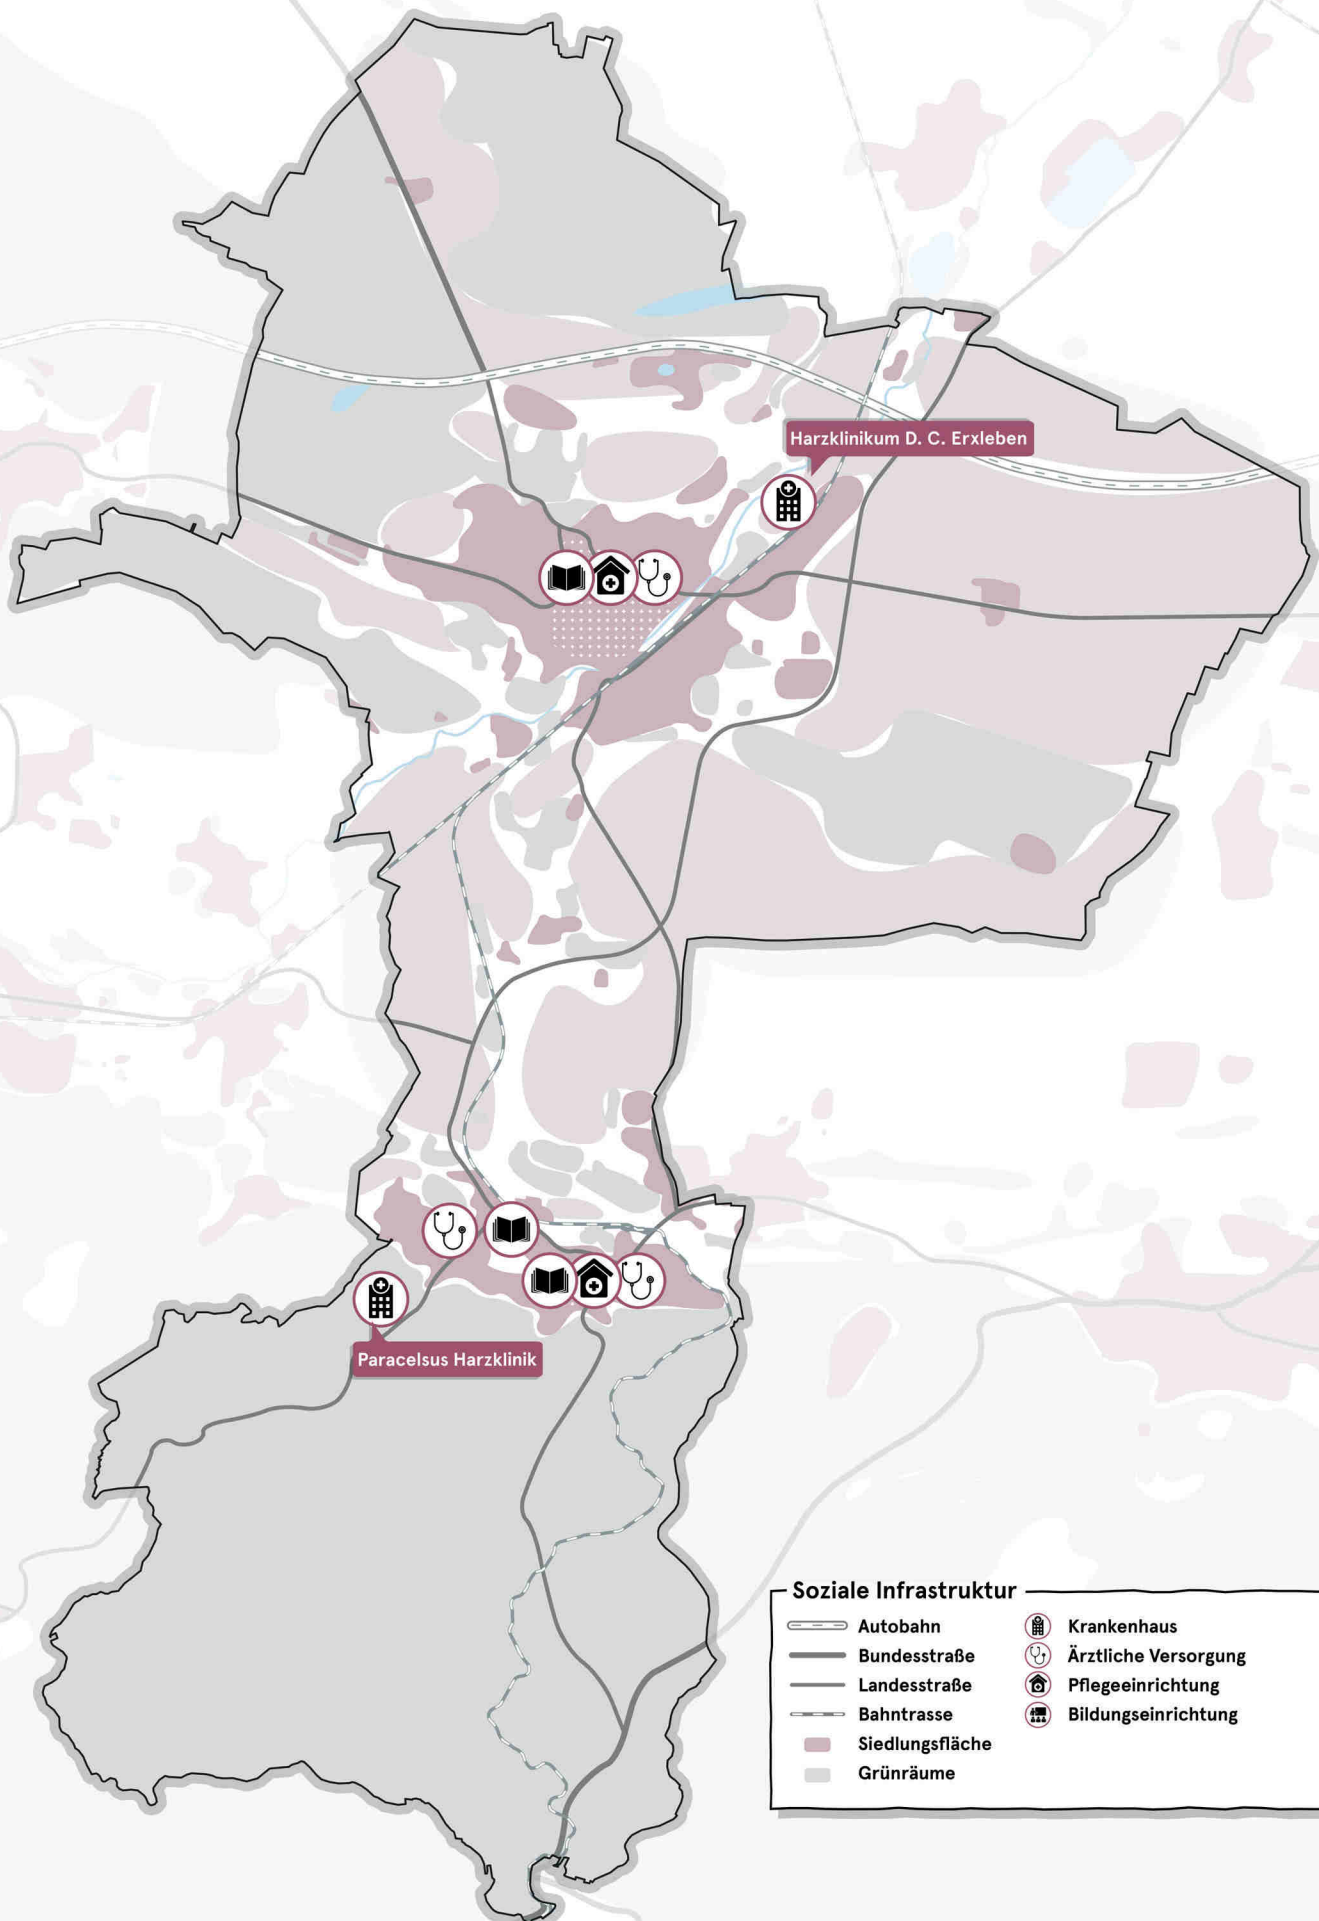 Harzklinikum D. C. Erxleben
Paracelsus Harzklinik
Soziale Infrastruktur
Autobahn
Bundesstraße
Landesstraße
Bahntrasse
Siedlungsfläche
Grünräume
Krankenhaus
Ärztliche Versorgung
Pflegeeinrichtung
Bildungseinrichtung